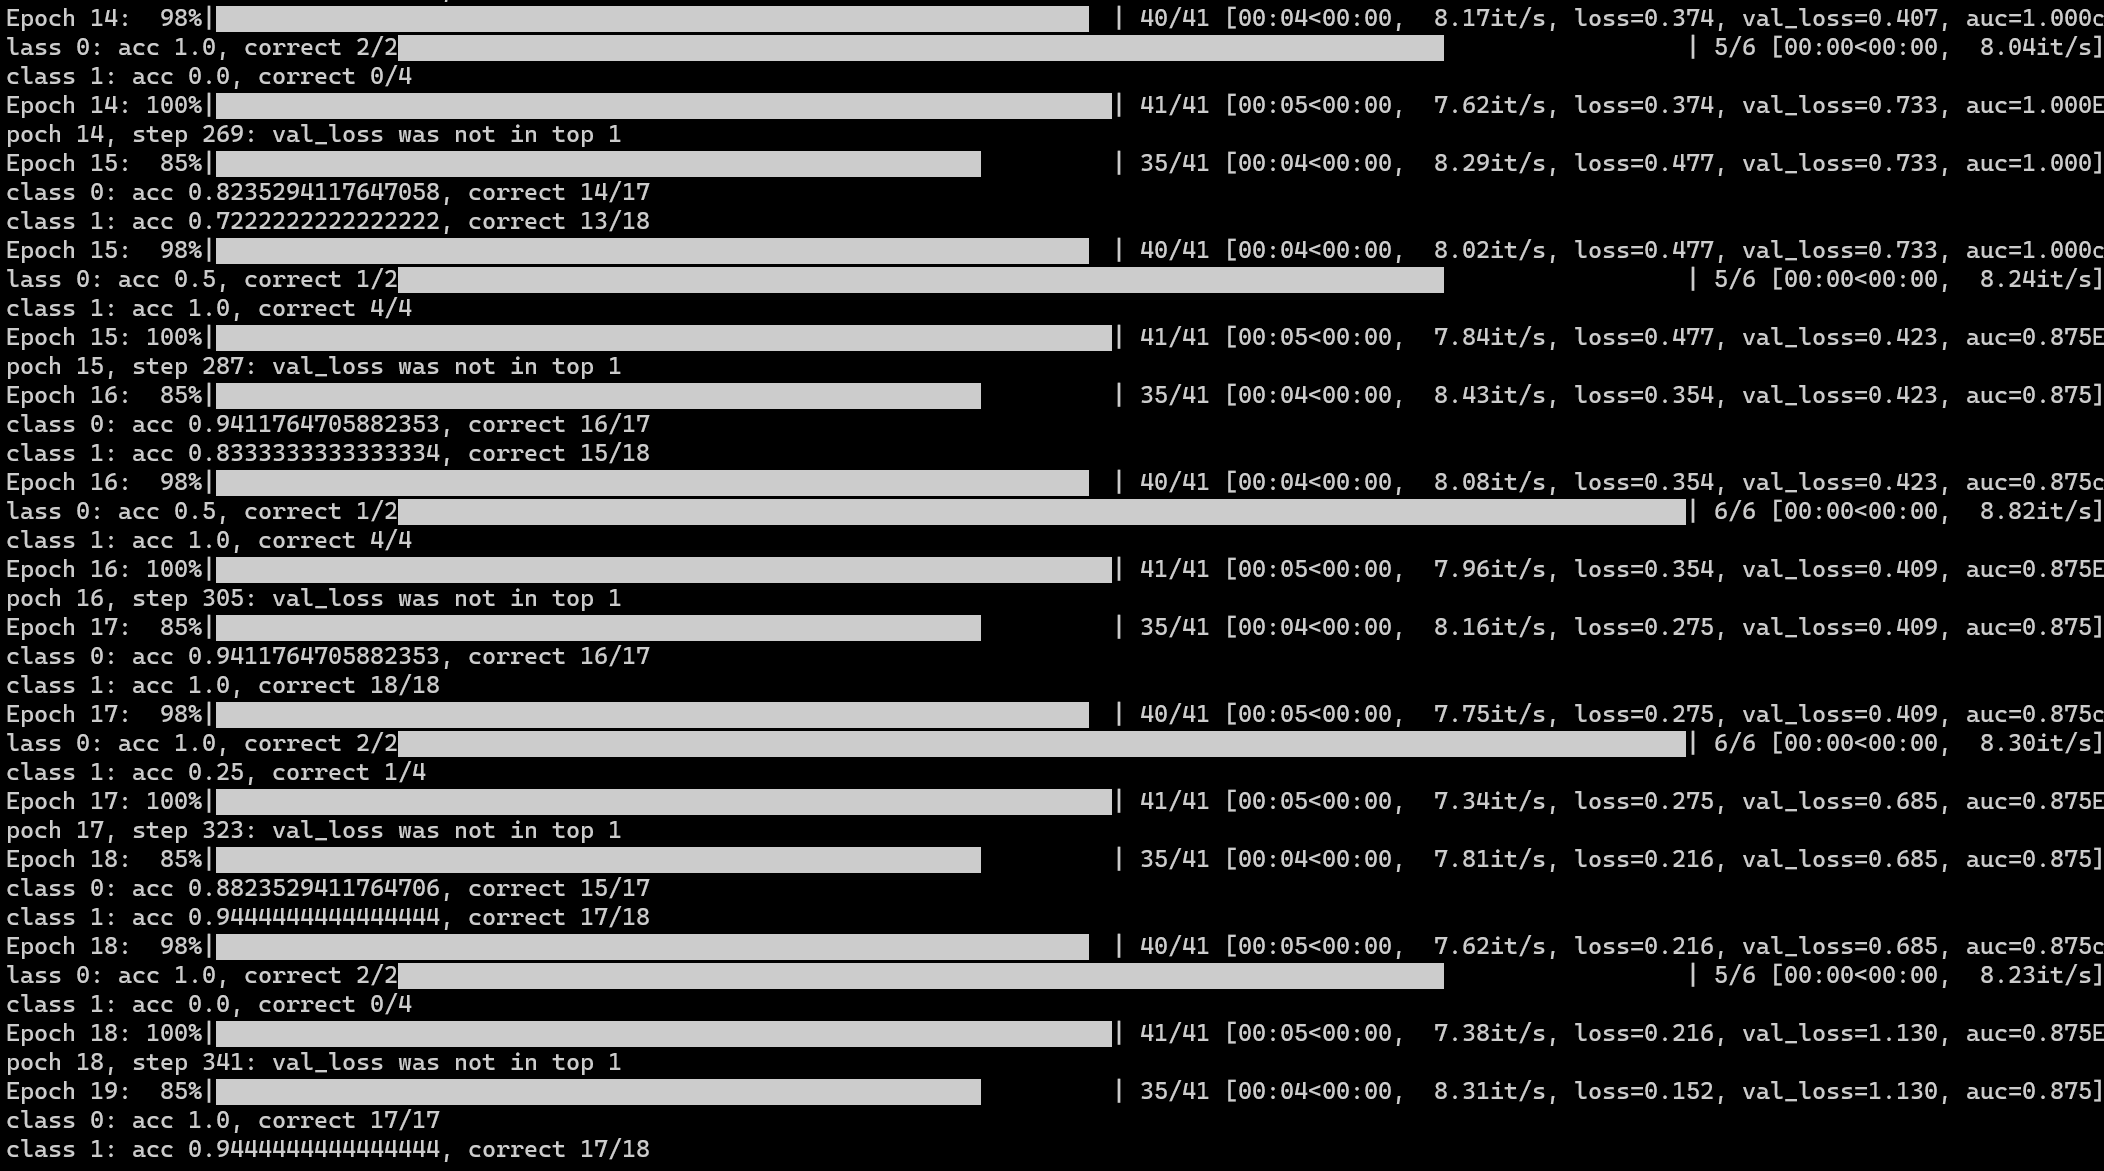 Epoch 14:  98%|  | 40/41 [00:04<00:00,  8.17it/s, loss=0.374, val_loss=0.407, auc=1.000c
lass 0: acc 1.0, correct 2/2 | 5/6 [00:00<00:00,  8.04it/s]
class 1: acc 0.0, correct 0/4
Epoch 14: 100%|| 41/41 [00:05<00:00,  7.62it/s, loss=0.374, val_loss=0.733, auc=1.000E
poch 14, step 269: val_loss was not in top 1
Epoch 15:  85%|  | 35/41 [00:04<00:00,  8.29it/s, loss=0.477, val_loss=0.733, auc=1.000]
class 0: acc 0.8235294117647058, correct 14/17
class 1: acc 0.7222222222222222, correct 13/18
Epoch 15:  98%|  | 40/41 [00:04<00:00,  8.02it/s, loss=0.477, val_loss=0.733, auc=1.000c
lass 0: acc 0.5, correct 1/2 | 5/6 [00:00<00:00,  8.24it/s]
class 1: acc 1.0, correct 4/4
Epoch 15: 100%|| 41/41 [00:05<00:00,  7.84it/s, loss=0.477, val_loss=0.423, auc=0.875E
poch 15, step 287: val_loss was not in top 1
Epoch 16:  85%|  | 35/41 [00:04<00:00,  8.43it/s, loss=0.354, val_loss=0.423, auc=0.875]
class 0: acc 0.9411764705882353, correct 16/17
class 1: acc 0.8333333333333334, correct 15/18
Epoch 16:  98%|  | 40/41 [00:04<00:00,  8.08it/s, loss=0.354, val_loss=0.423, auc=0.875c
lass 0: acc 0.5, correct 1/2| 6/6 [00:00<00:00,  8.82it/s]
class 1: acc 1.0, correct 4/4
Epoch 16: 100%|| 41/41 [00:05<00:00,  7.96it/s, loss=0.354, val_loss=0.409, auc=0.875E
poch 16, step 305: val_loss was not in top 1
Epoch 17:  85%|  | 35/41 [00:04<00:00,  8.16it/s, loss=0.275, val_loss=0.409, auc=0.875]
class 0: acc 0.9411764705882353, correct 16/17
class 1: acc 1.0, correct 18/18
Epoch 17:  98%|  | 40/41 [00:05<00:00,  7.75it/s, loss=0.275, val_loss=0.409, auc=0.875c
lass 0: acc 1.0, correct 2/2| 6/6 [00:00<00:00,  8.30it/s]
class 1: acc 0.25, correct 1/4
Epoch 17: 100%|| 41/41 [00:05<00:00,  7.34it/s, loss=0.275, val_loss=0.685, auc=0.875E
poch 17, step 323: val_loss was not in top 1
Epoch 18:  85%|  | 35/41 [00:04<00:00,  7.81it/s, loss=0.216, val_loss=0.685, auc=0.875]
class 0: acc 0.8823529411764706, correct 15/17
class 1: acc 0.9444444444444444, correct 17/18
Epoch 18:  98%|  | 40/41 [00:05<00:00,  7.62it/s, loss=0.216, val_loss=0.685, auc=0.875c
lass 0: acc 1.0, correct 2/2 | 5/6 [00:00<00:00,  8.23it/s]
class 1: acc 0.0, correct 0/4
Epoch 18: 100%|| 41/41 [00:05<00:00,  7.38it/s, loss=0.216, val_loss=1.130, auc=0.875E
poch 18, step 341: val_loss was not in top 1
Epoch 19:  85%|  | 35/41 [00:04<00:00,  8.31it/s, loss=0.152, val_loss=1.130, auc=0.875]
class 0: acc 1.0, correct 17/17
class 1: acc 0.9444444444444444, correct 17/18